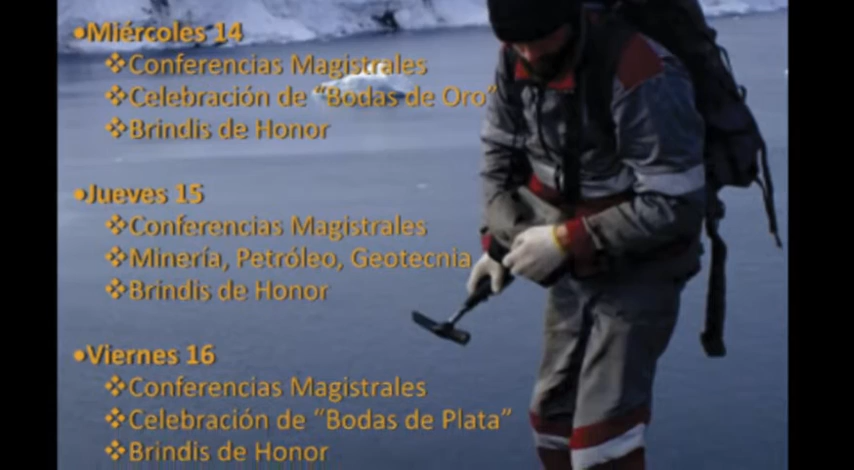 •Miércoles 14
❖Conferencias Magistrales
❖Celebración de “Bodas de Oro”
❖Brindis de Honor
•Jueves 15
❖Conferencias Magistrales
❖Minería, Petróleo, Geotecnia
❖Brindis de Honor
•Viernes 16
❖Conferencias Magistrales
❖Celebración de “Bodas de Plata”
❖Brindis de Honor